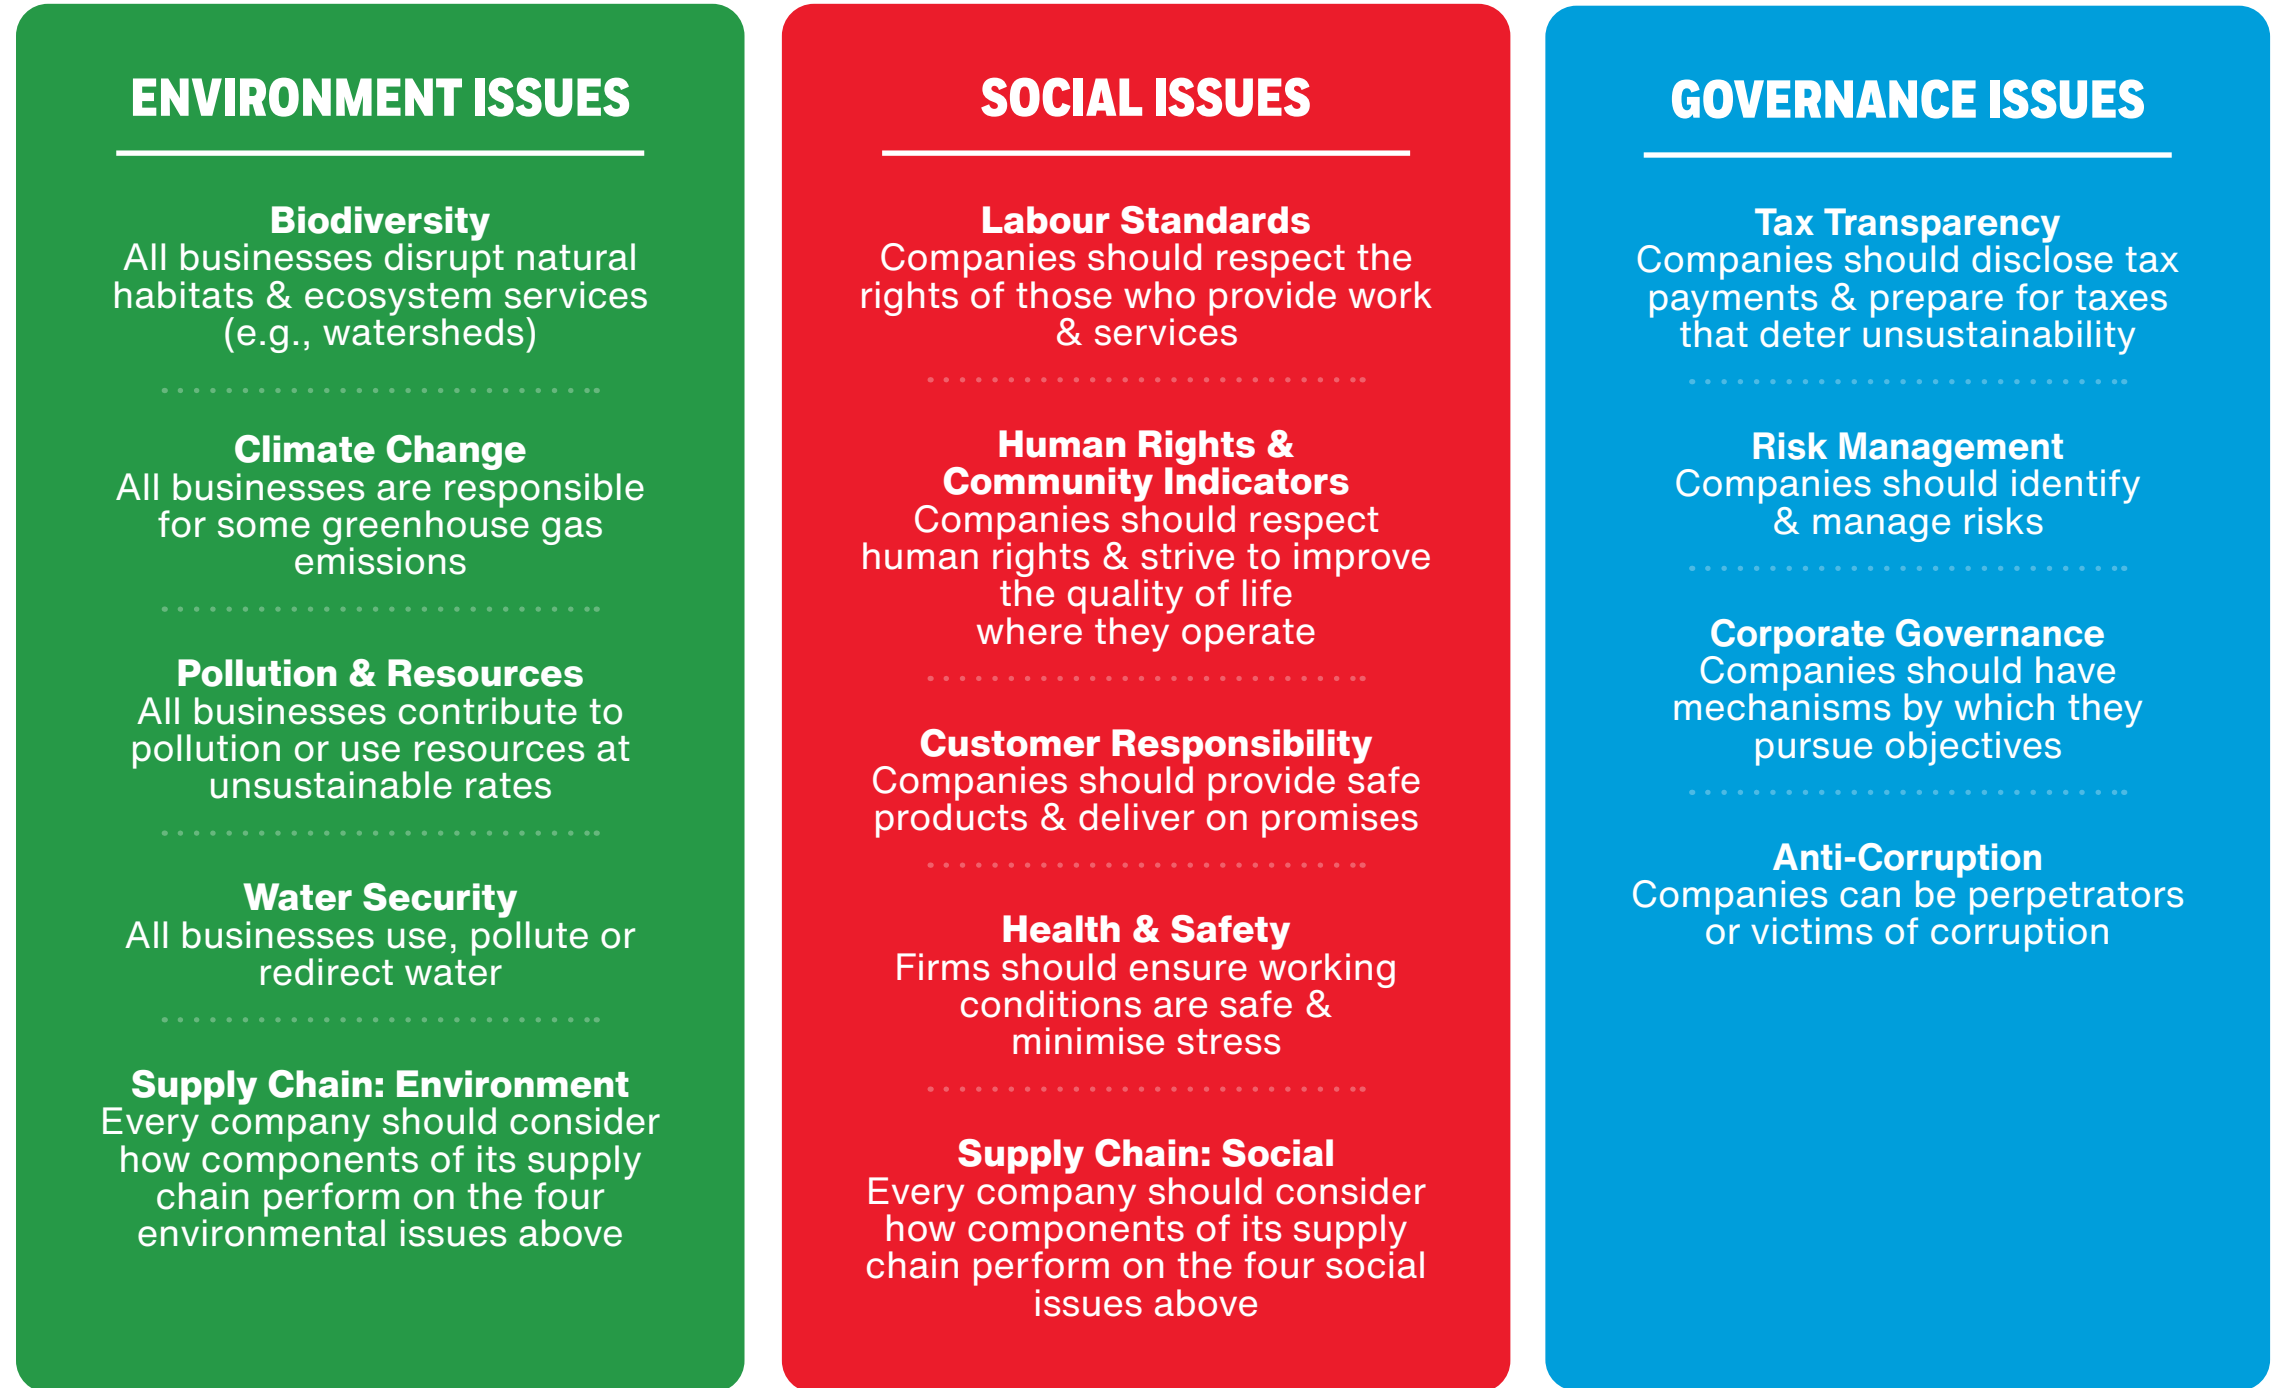 ENVIRONMENT ISSUES
Biodiversity
All businesses disrupt natural
habitats & ecosystem services
(e.g., watersheds)
Climate Change
All businesses are responsible
for some greenhouse gas
emissions
Pollution & Resources
All businesses contribute to
pollution or use resources at
unsustainable rates
Water Security
All businesses use, pollute or
redirect water
Supply Chain: Environment
Every company should consider
how components of its supply
chain perform on the four
environmental issues above
SOCIAL ISSUES
Labour Standards
Companies should respect the
rights of those who provide work
& services
Human Rights &
Community Indicators
Companies should respect
human rights & strive to improve
the quality of life
where they operate
Customer Responsibility
Companies should provide safe
products & deliver on promises
Health & Safety
Firms should ensure working
conditions are safe &
minimise stress
Supply Chain: Social
Every company should consider
how components of its supply
chain perform on the four social
issues above
GOVERNANCE ISSUES
Tax Transparency
Companies should disclose tax
payments & prepare for taxes
that deter unsustainability
Risk Management
Companies should identify
& manage risks
Corporate Governance
Companies should have
mechanisms by which they
pursue objectives
Anti-Corruption
Companies can be perpetrators
or victims of corruption